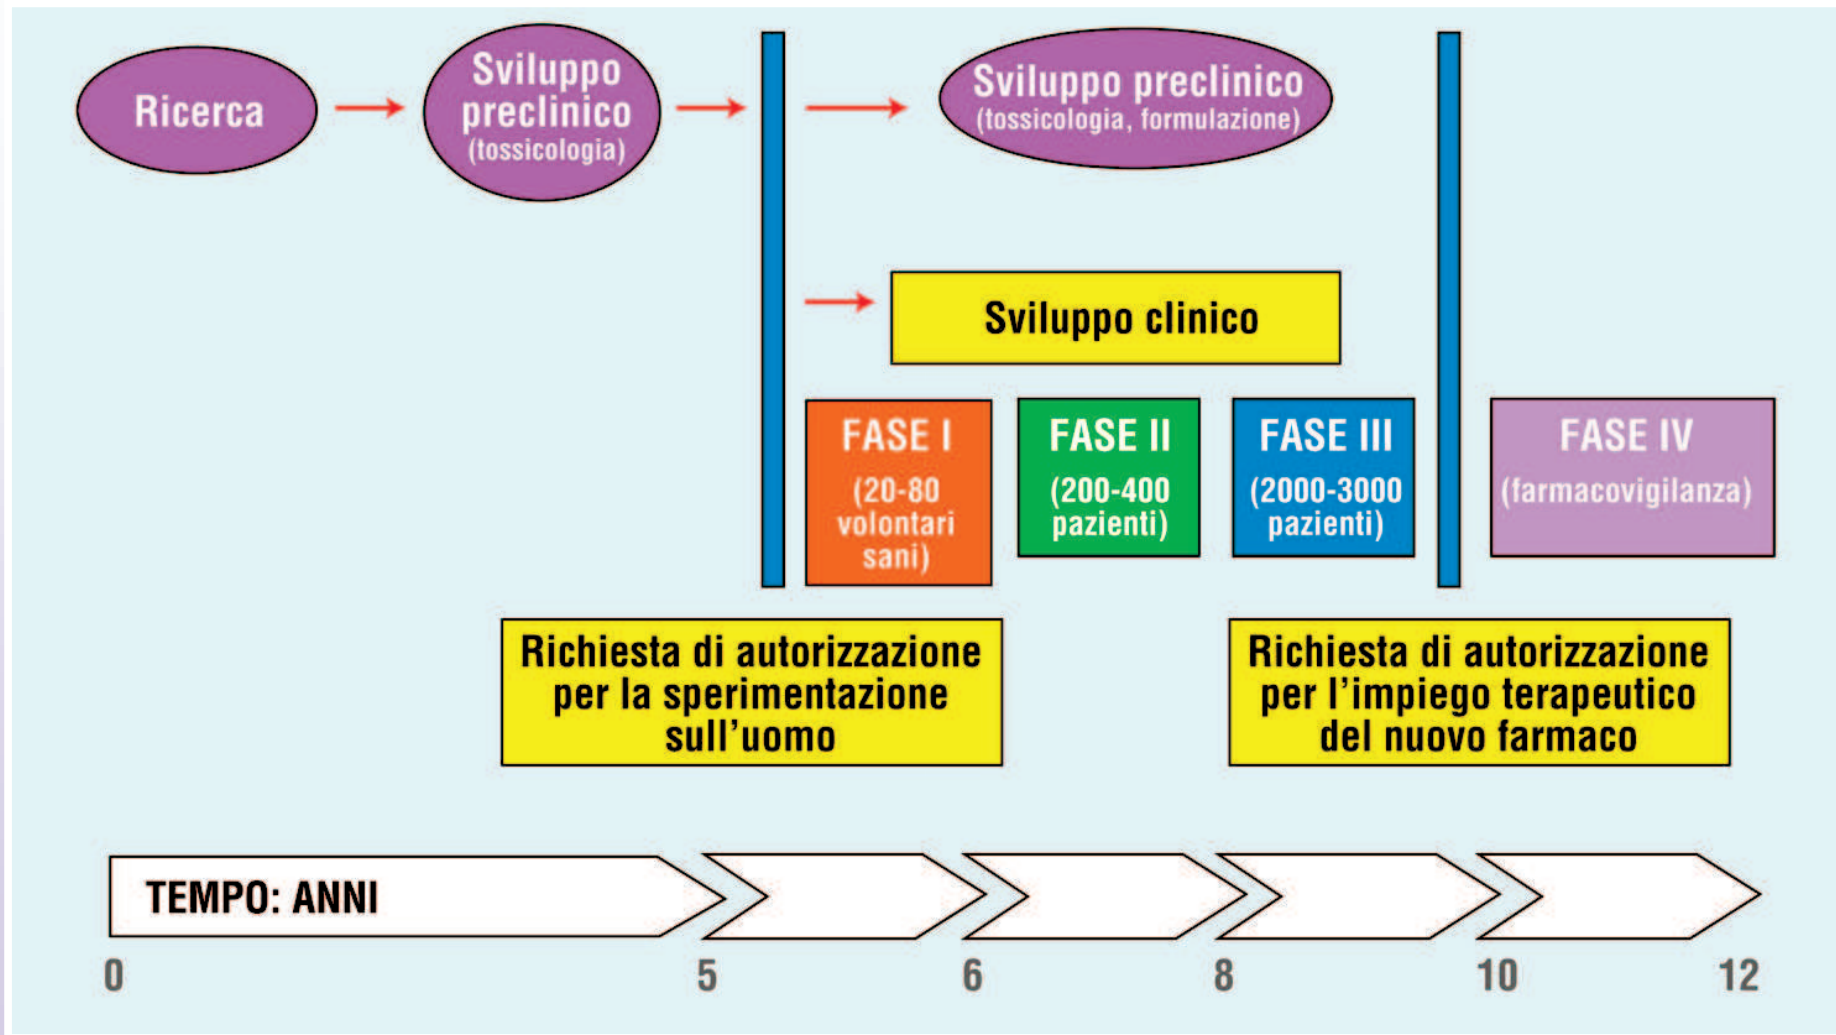 Ricerca
Sviluppo
preclinico
(tossicologia)
Sviluppo preclinico
(tossicologia, formulazione)
Sviluppo clinico
FASE I
(20-80
volontari
sani)
FASE II
(200-400
pazienti)
FASE III
(2000-3000
pazienti)
FASE IV
(farmacovigilanza)
Richiesta di autorizzazione
per la sperimentazione
sull'uomo
Richiesta di autorizzazione
per l'impiego terapeutico
del nuovo farmaco
TEMPO: ANNI
0 5 6 8 10 12